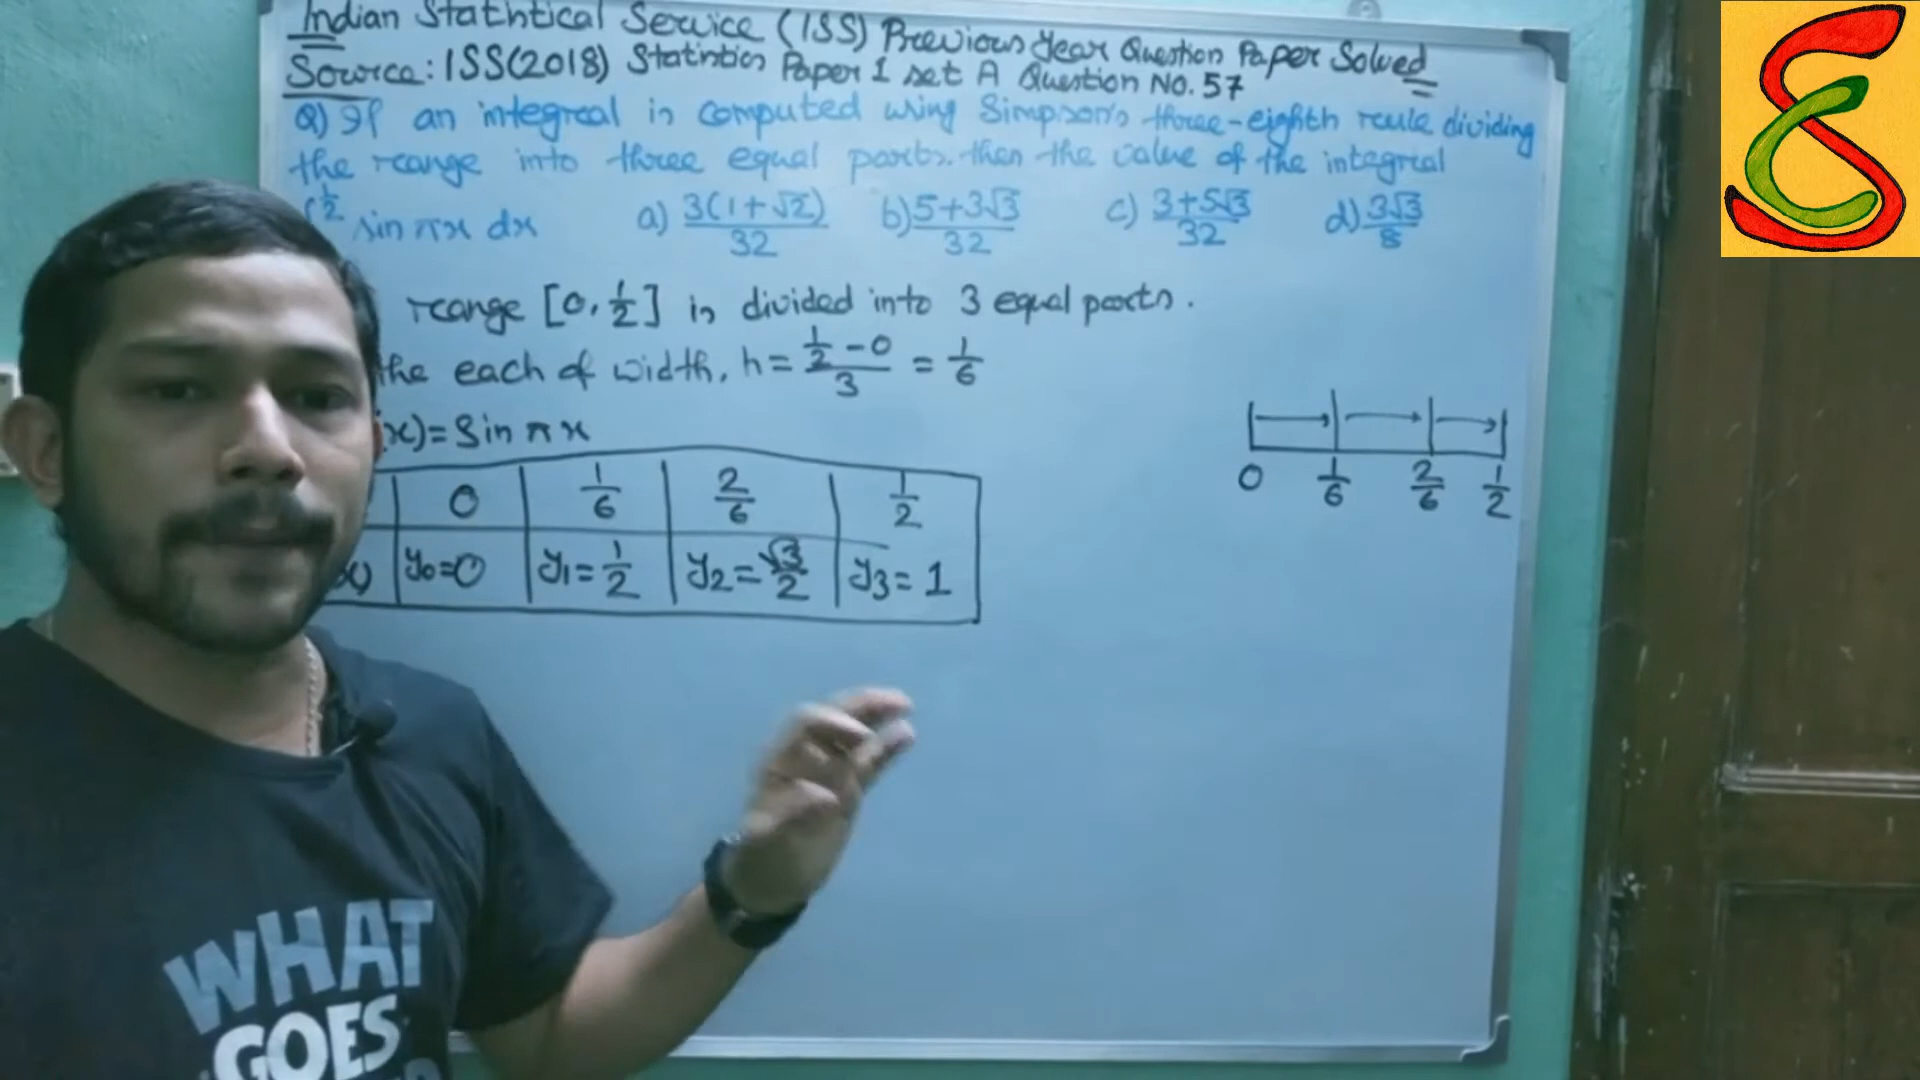 Indian Statistical Service (ISS) Previous Year Question Paper Solved
Source: ISS(2018) Statistics Paper 1 set A Question No. 57
Q) If an integral is computed using Simpson's three-eighth rule dividing
the range into three equal parts. then the value of the integral
∫^½ sin πx dx a) 3(1+√2)/32 b) 5+3√3/32 c) 3+5√3/32 d) 3√3/8
range [0, 1/2] is divided into 3 equal parts.
the each of width, h = (1/2 - 0)/3 = 1/6
(x) = Sin πx
0 1/6 2/6 1/2
0 1/6 2/6 1/2
x) y0=0 y1=1/2 y2=√3/2 y3=1
WHAT
GOES